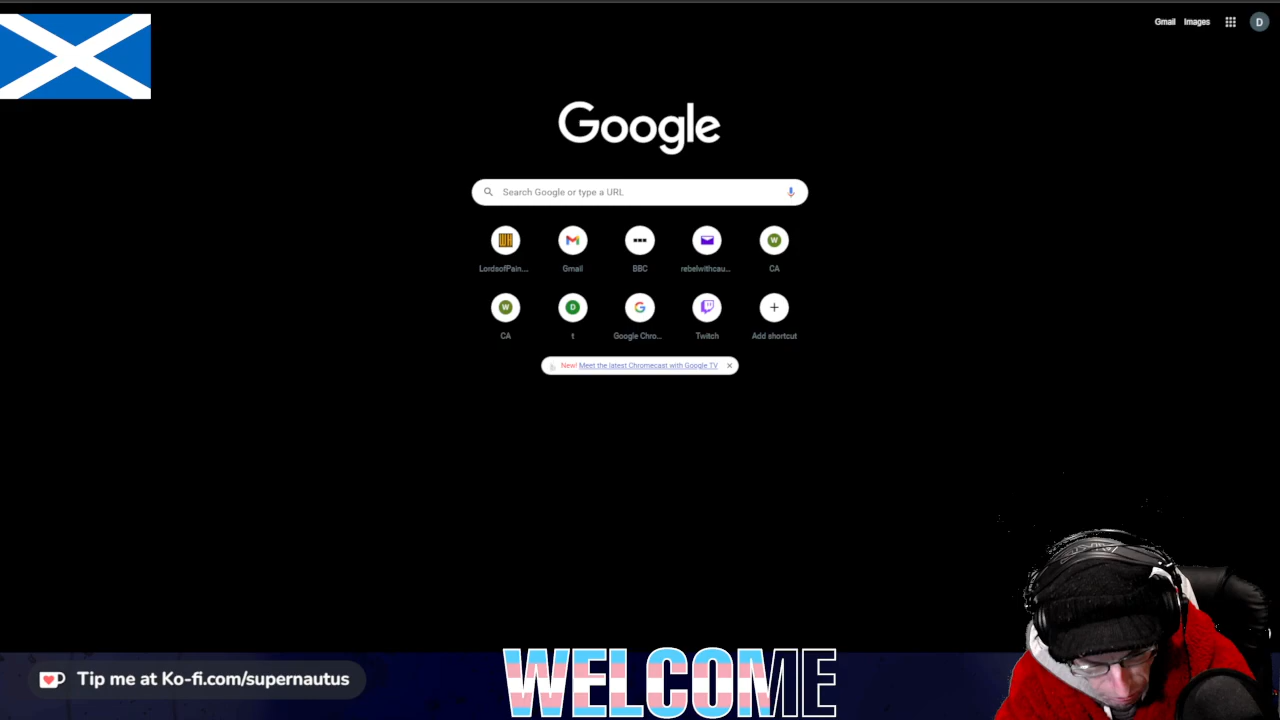 Gmail Images D
Google
Search Google or type a URL
LordsofPain...
Gmail
BBC
rebelwithcau...
W
CA
W
CA
D
t
Google Chro...
Twitch
Add shortcut
New! Meet the latest Chromecast with Google TV
AKG
Tip me at Ko-fi.com/supernautus
WELCOME